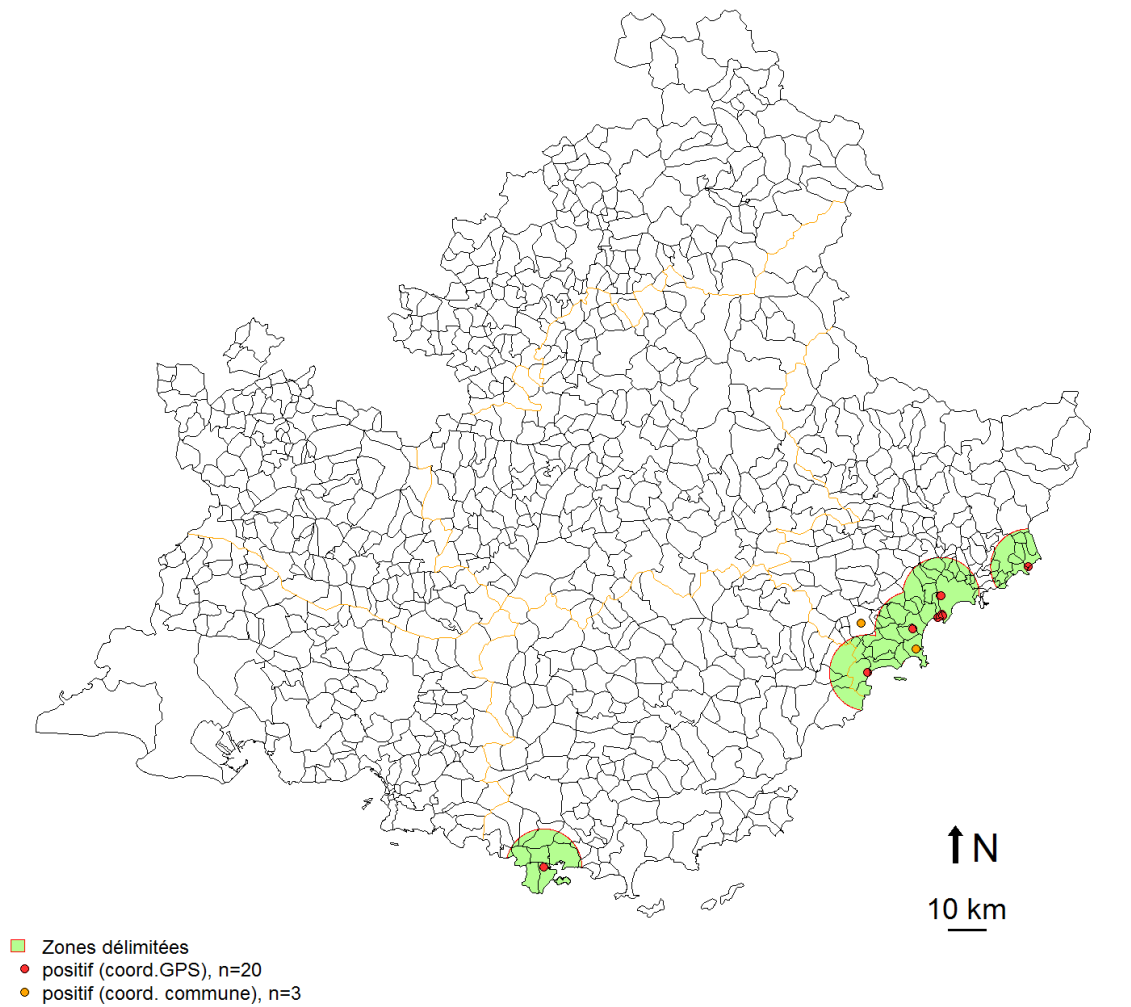 N
10 km
Zones délimitées
positif (coord.GPS), n=20
positif (coord. commune), n=3